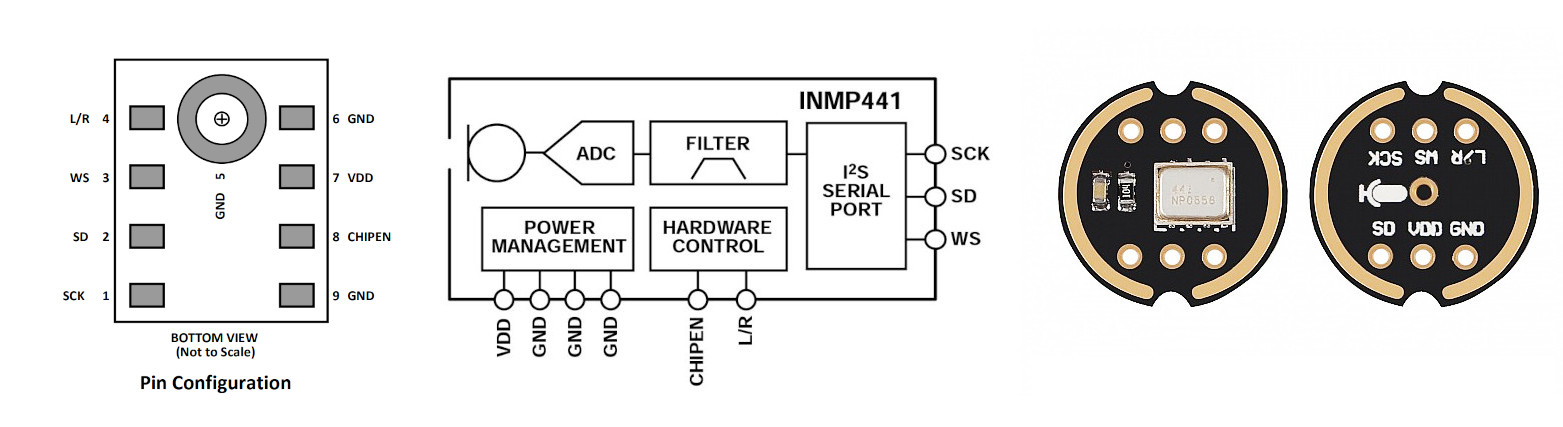 L/R 4
WS 3
SD 2
SCK 1
GND 5
6 GND
7 VDD
8 CHIPEN
9 GND
BOTTOM VIEW
(Not to Scale)
Pin Configuration
INMP441
ADC
FILTER
I²S
SERIAL
PORT
POWER
MANAGEMENT
HARDWARE
CONTROL
SCK
SD
WS
VDD
GND
GND
GND
CHIPEN
L/R
104
441
NP0556
SCK WS L/R
SD VDD GND